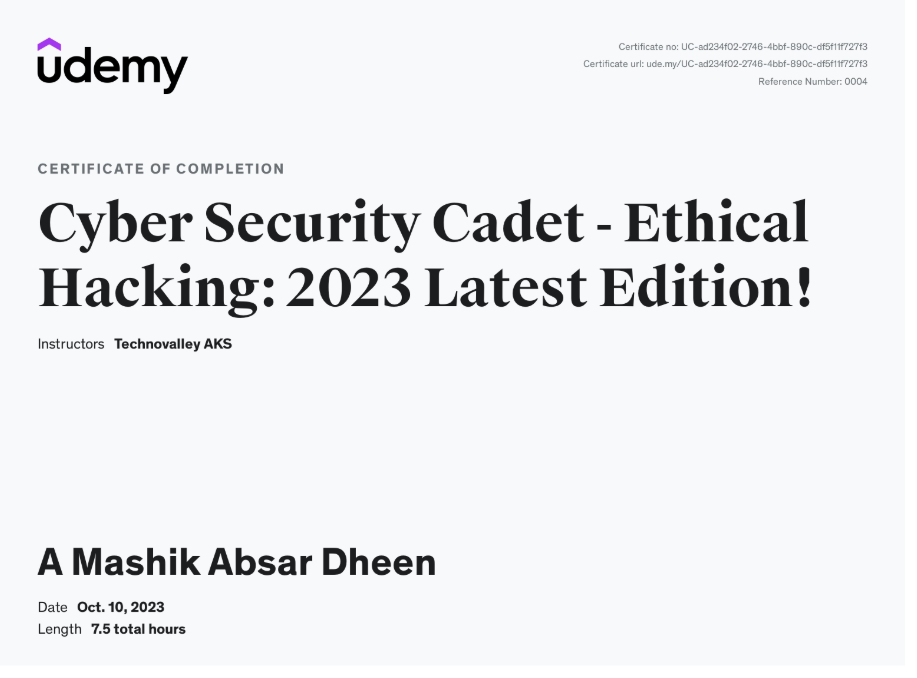 udemy
Certificate no: UC-ad234f02-2746-4bbf-890c-df5f11f727f3
Certificate url: ude.my/UC-ad234f02-2746-4bbf-890c-df5f11f727f3
Reference Number: 0004
CERTIFICATE OF COMPLETION
Cyber Security Cadet - Ethical
Hacking: 2023 Latest Edition!
Instructors Technovalley AKS
A Mashik Absar Dheen
Date Oct. 10, 2023
Length 7.5 total hours